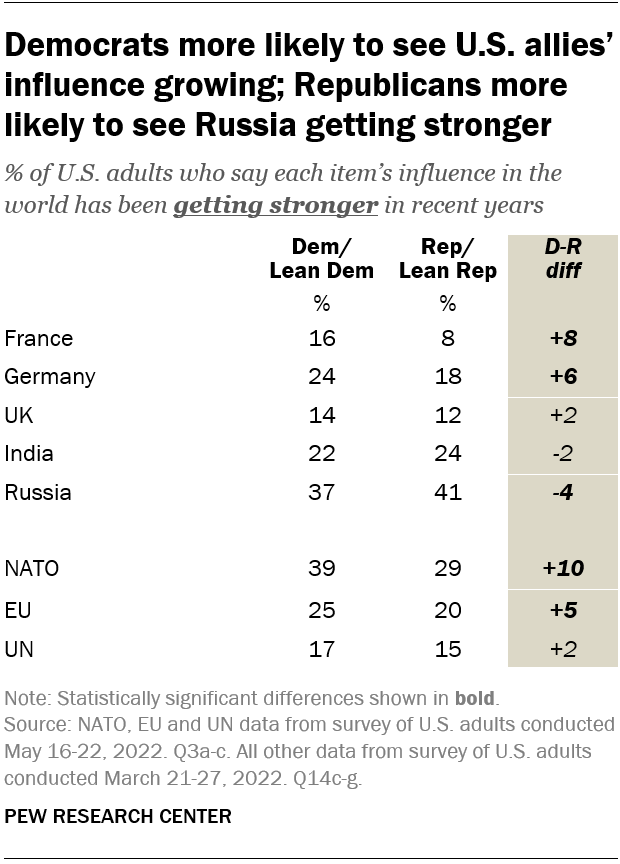 Democrats more likely to see U.S. allies’
influence growing; Republicans more
likely to see Russia getting stronger
% of U.S. adults who say each item’s influence in the
world has been getting stronger in recent years
Dem/ Rep/ D-R
Lean Dem Lean Rep diff
% %
France 16 8 +8
Germany 24 18 +6
UK 14 12 +2
India 22 24 -2
Russia 37 41 -4
NATO 39 29 +10
EU 25 20 +5
UN 17 15 +2
Note: Statistically significant differences shown in bold.
Source: NATO, EU and UN data from survey of U.S. adults conducted
May 16-22, 2022. Q3a-c. All other data from survey of U.S. adults
conducted March 21-27, 2022. Q14c-g.
PEW RESEARCH CENTER